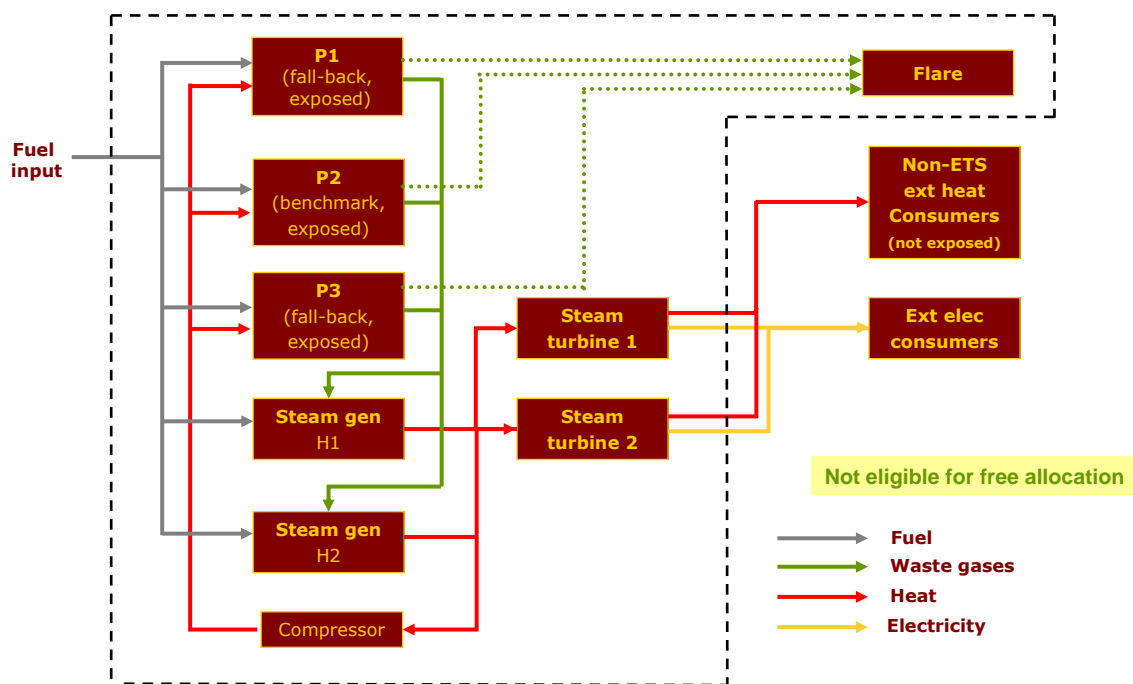 P1
(fall-back,
exposed)
Flare
Fuel
input
P2
(benchmark,
exposed)
Non-ETS
ext heat
Consumers
(not exposed)
P3
(fall-back,
exposed)
Steam
turbine 1
Ext elec
consumers
Steam gen
H1
Steam
turbine 2
Not eligible for free allocation
Steam gen
H2
Fuel
Waste gases
Heat
Electricity
Compressor